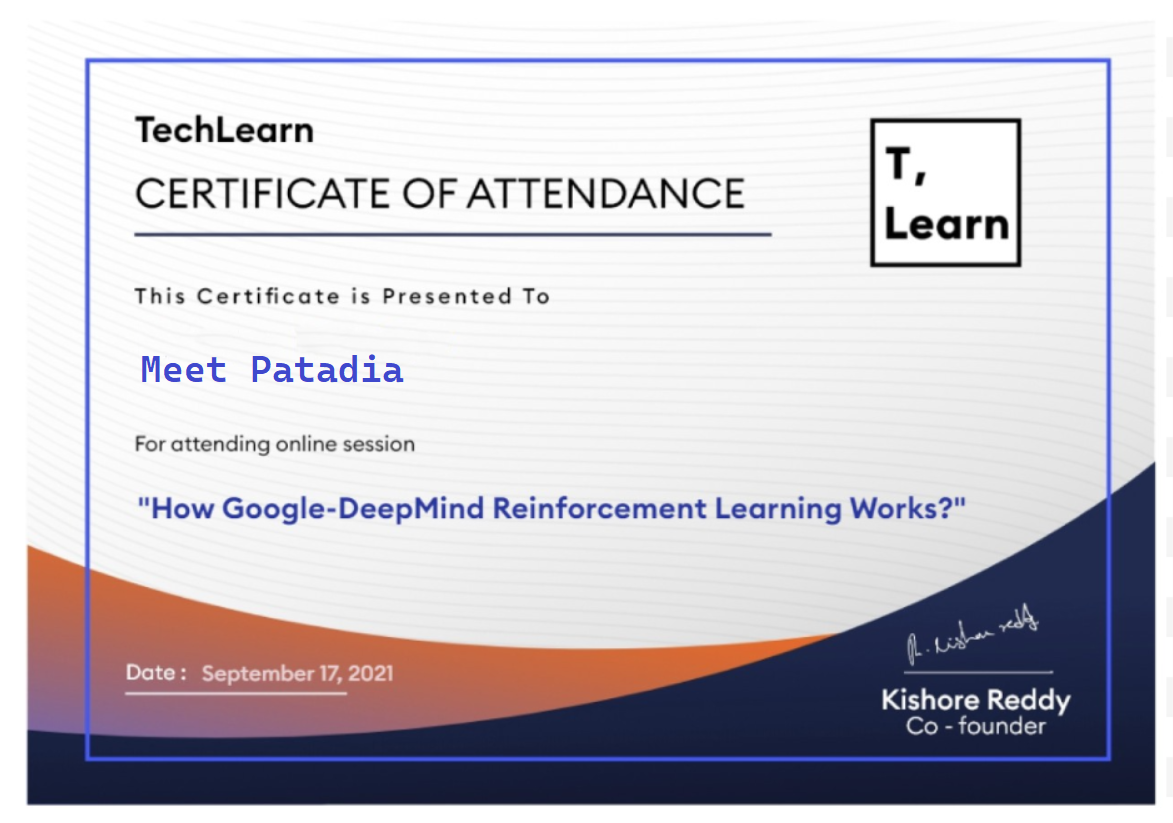 TechLearn
CERTIFICATE OF ATTENDANCE
T,
Learn
This Certificate is Presented To
Meet Patadia
For attending online session
"How Google-DeepMind Reinforcement Learning Works?"
Date : September 17, 2021
R. Kishore reddy
Kishore Reddy
Co - founder